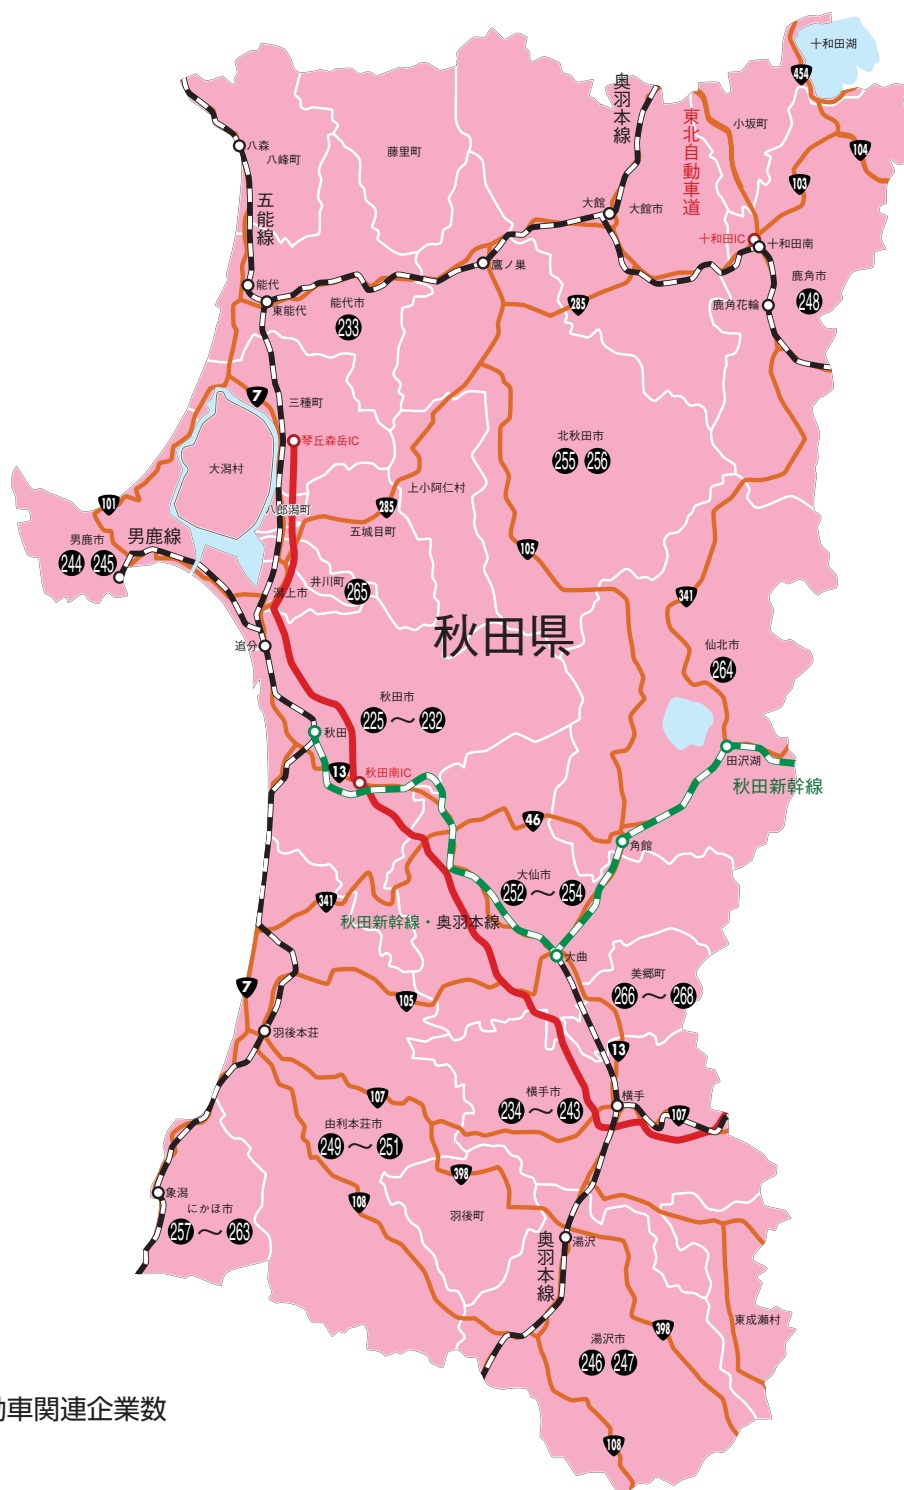 十和田湖
454
奥羽本線
東北自動車道
小坂町
104
八森
八峰町
藤里町
103
五能線
大館
大館市
十和田IC
十和田南
鷹ノ巣
鹿角市
248
能代
東能代
能代市
233
285
鹿角花輪
7
三種町
琴丘森岳IC
北秋田市
255 256
大潟村
上小阿仁村
101
八郎潟町
285
五城目町
男鹿線
男鹿市
244 245
105
井川町
265
潟上市
341
秋田県
追分
仙北市
264
秋田市
225～232
秋田
田沢湖
13
秋田南IC
秋田新幹線
46
角館
大仙市
252～254
341
秋田新幹線・奥羽本線
大曲
美郷町
266～268
7
105
羽後本荘
13
横手市
234～243
横手
107
107
由利本荘市
249～251
398
象潟
108
にかほ市
257～263
羽後町
奥羽本線
湯沢
東成瀬村
398
湯沢市
246 247
動車関連企業数
108